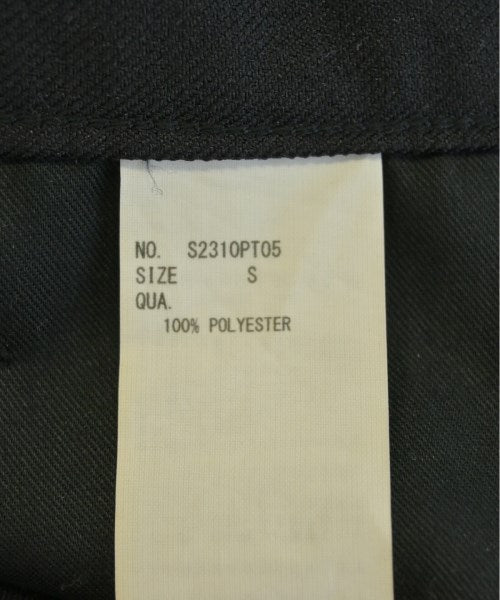 NO. S2310PT05
SIZE S
QUA.
100% POLYESTER